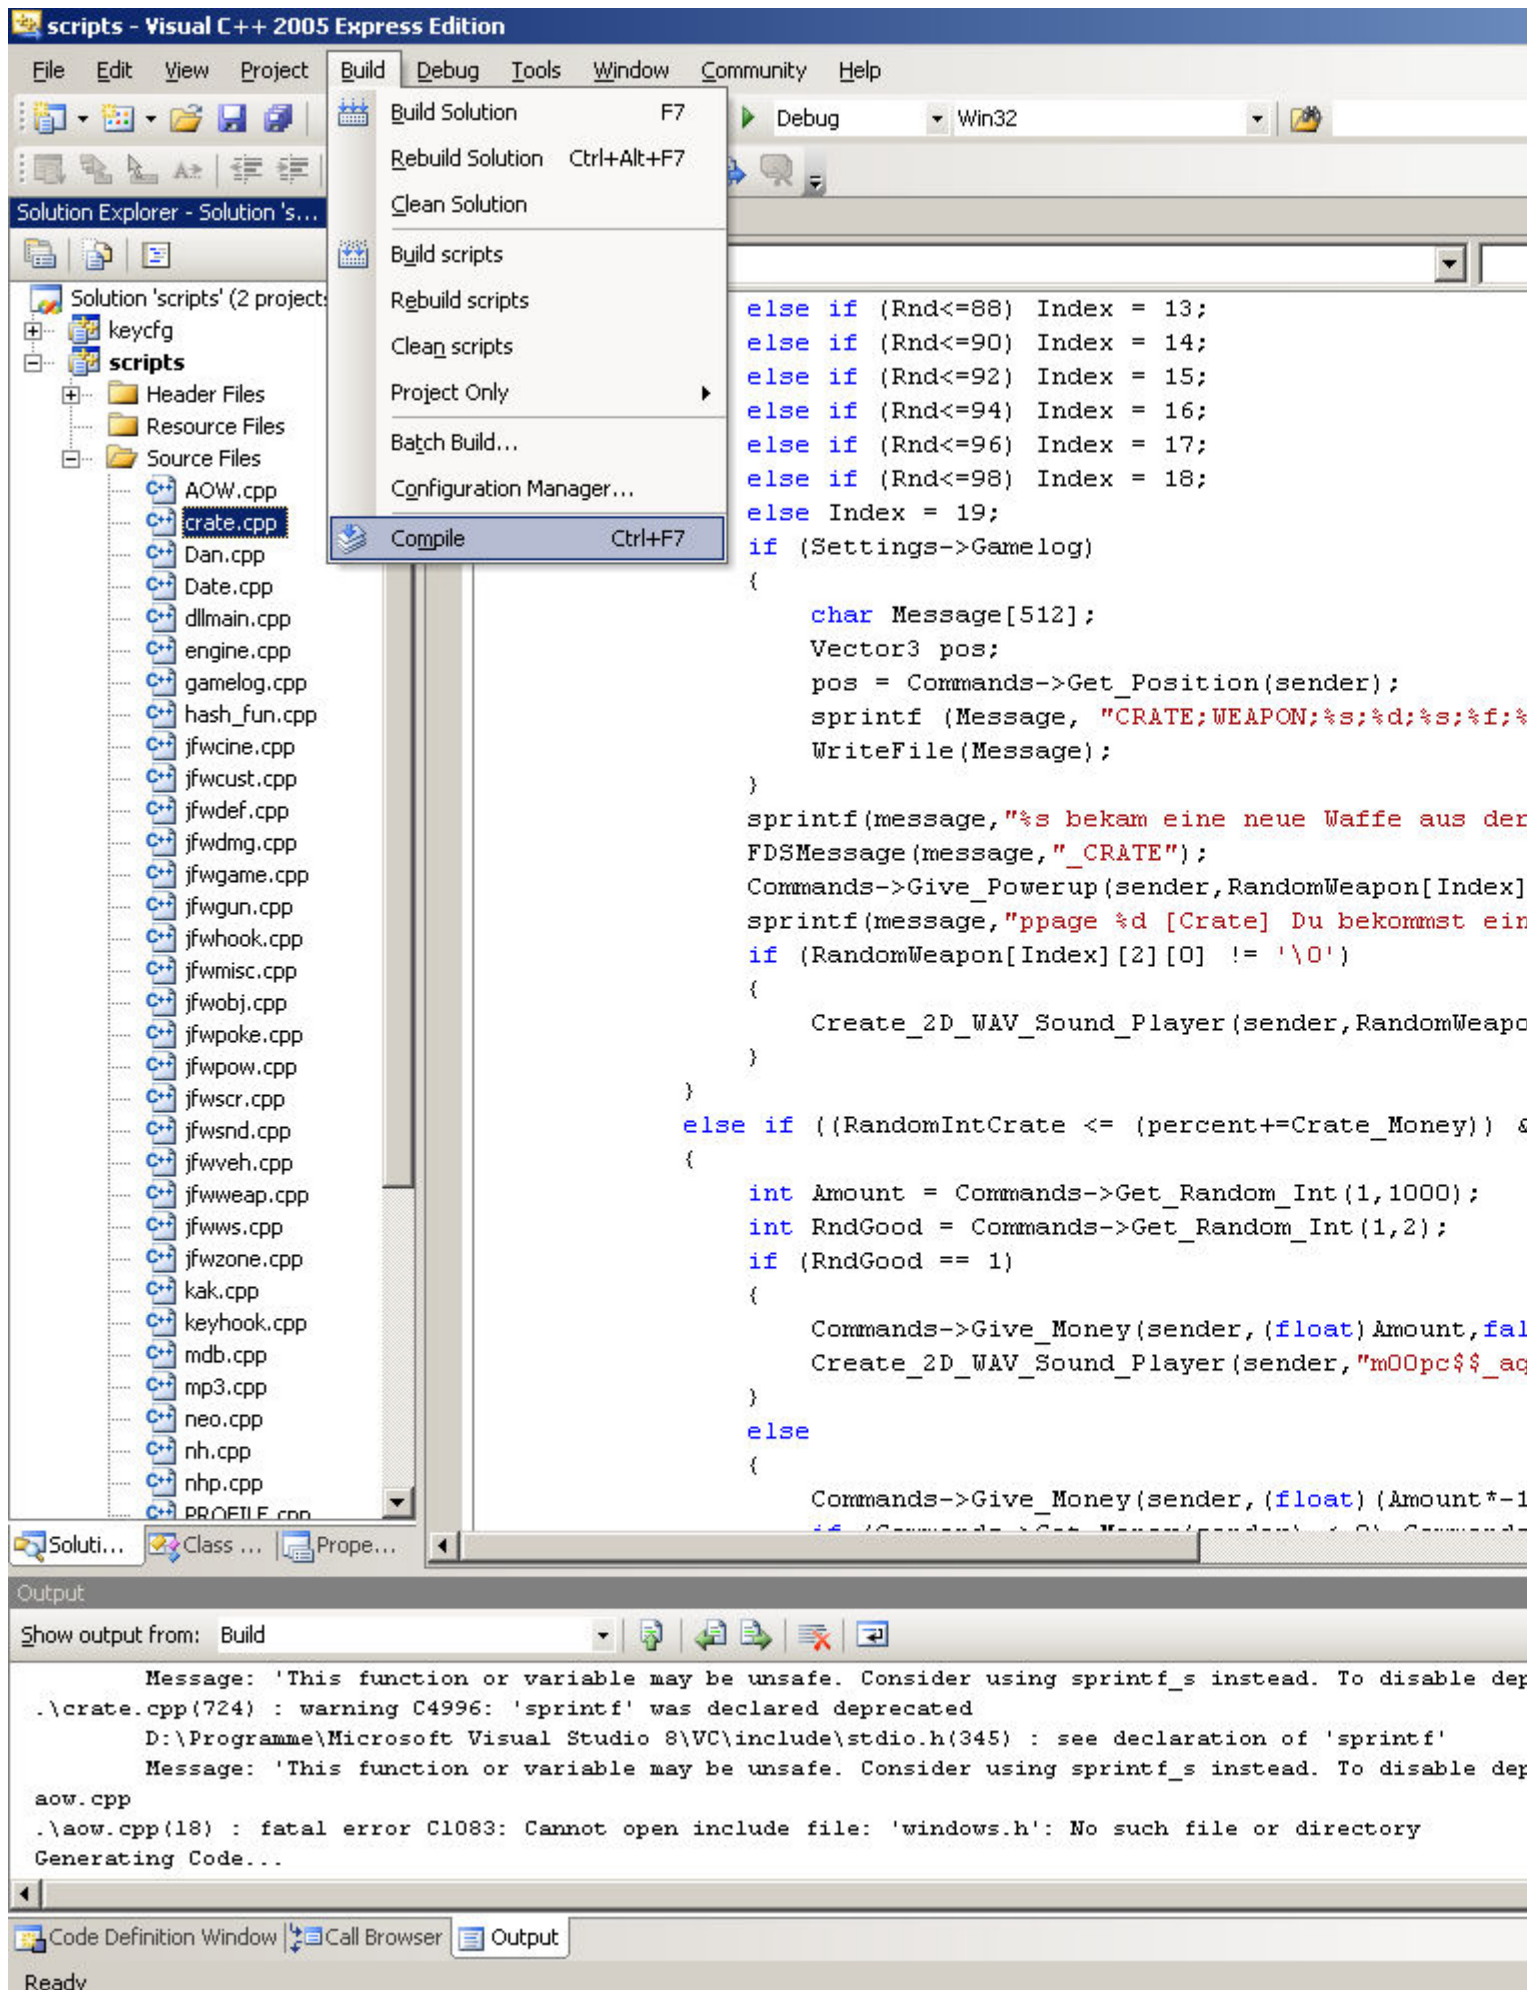 scripts - Visual C++ 2005 Express Edition
File Edit View Project Build Debug Tools Window Community Help
Debug Win32
Build Solution F7
Rebuild Solution Ctrl+Alt+F7
Clean Solution
Build scripts
Rebuild scripts
Clean scripts
Project Only
Batch Build...
Configuration Manager...
Compile Ctrl+F7
Solution Explorer - Solution 's...
Solution 'scripts' (2 projects
keycfg
scripts
Header Files
Resource Files
Source Files
AOW.cpp
crate.cpp
Dan.cpp
Date.cpp
dllmain.cpp
engine.cpp
gamelog.cpp
hash_fun.cpp
jfwcine.cpp
jfwcust.cpp
jfwdef.cpp
jfwdmg.cpp
jfwgame.cpp
jfwgun.cpp
jfwhook.cpp
jfwmisc.cpp
jfwobj.cpp
jfwpoke.cpp
jfwpow.cpp
jfwscr.cpp
jfwsnd.cpp
jfwveh.cpp
jfwweap.cpp
jfwws.cpp
jfwzone.cpp
kak.cpp
keyhook.cpp
mdb.cpp
mp3.cpp
neo.cpp
nh.cpp
nhp.cpp
PROFILE.cpp
Soluti... Class ... Prope...
else if (Rnd<=88) Index = 13;
else if (Rnd<=90) Index = 14;
else if (Rnd<=92) Index = 15;
else if (Rnd<=94) Index = 16;
else if (Rnd<=96) Index = 17;
else if (Rnd<=98) Index = 18;
else Index = 19;
if (Settings->Gamelog)
{
char Message[512];
Vector3 pos;
pos = Commands->Get_Position(sender);
sprintf (Message, "CRATE;WEAPON;%s;%d;%s;%f;%
WriteFile(Message);
}
sprintf(message,"%s bekam eine neue Waffe aus der
FDSMessage(message,"_CRATE");
Commands->Give_Powerup(sender,RandomWeapon[Index]
sprintf(message,"ppage %d [Crate] Du bekommst ein
if (RandomWeapon[Index][2][0] != '\0')
{
Create_2D_WAV_Sound_Player(sender,RandomWeapo
}
}
else if ((RandomIntCrate <= (percent+=Crate_Money)) &
{
int Amount = Commands->Get_Random_Int(1,1000);
int RndGood = Commands->Get_Random_Int(1,2);
if (RndGood == 1)
{
Commands->Give_Money(sender,(float)Amount,fal
Create_2D_WAV_Sound_Player(sender,"m00pc$$_aq
}
else
{
Commands->Give_Money(sender,(float)(Amount*-1
Output
Show output from: Build
Message: 'This function or variable may be unsafe. Consider using sprintf_s instead. To disable dep
.\crate.cpp(724) : warning C4996: 'sprintf' was declared deprecated
D:\Programme\Microsoft Visual Studio 8\VC\include\stdio.h(345) : see declaration of 'sprintf'
Message: 'This function or variable may be unsafe. Consider using sprintf_s instead. To disable dep
aow.cpp
.\aow.cpp(18) : fatal error C1083: Cannot open include file: 'windows.h': No such file or directory
Generating Code...
Code Definition Window Call Browser Output
Ready